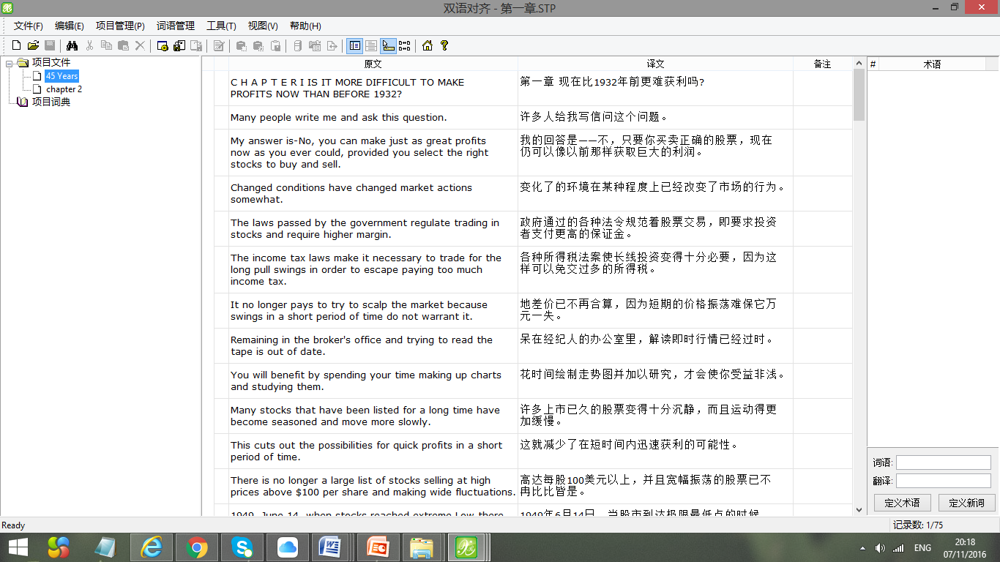 双语对齐 - 第一章.STP
文件(F) 编辑(E) 项目管理(P) 词语管理 工具(T) 视图(V) 帮助(H)
项目文件
45 Years
chapter 2
项目词典
原文 译文 备注
C H A P T E R I IS IT MORE DIFFICULT TO MAKE
PROFITS NOW THAN BEFORE 1932?
第一章 现在比1932年前更难获利吗?
Many people write me and ask this question.
许多人给我写信问这个问题。
My answer is-No, you can make just as great profits
now as you ever could, provided you select the right
stocks to buy and sell.
我的回答是——不，只要你买卖正确的股票，现在
仍可以像以前那样获取巨大的利润。
Changed conditions have changed market actions
somewhat.
变化了的环境在某种程度上已经改变了市场的行为。
The laws passed by the government regulate trading in
stocks and require higher margin.
政府通过的各种法令规范着股票交易，即要求投资
者支付更高的保证金。
The income tax laws make it necessary to trade for the
long pull swings in order to escape paying too much
income tax.
各种所得税法案使长线投资变得十分必要，因为这
样可以免交过多的所得税。
It no longer pays to try to scalp the market because
swings in a short period of time do not warrant it.
地差价已不再合算，因为短期的价格振荡难保它万
元一失。
Remaining in the broker's office and trying to read the
tape is out of date.
呆在经纪人的办公室里，解读即时行情已经过时。
You will benefit by spending your time making up charts
and studying them.
花时间绘制走势图并加以研究，才会使你受益非浅。
Many stocks that have been listed for a long time have
become seasoned and move more slowly.
许多上市已久的股票变得十分沉静，而且运动得更
加缓慢。
This cuts out the possibilities for quick profits in a short
period of time.
这就减少了在短时间内迅速获利的可能性。
There is no longer a large list of stocks selling at high
prices above $100 per share and making wide fluctuations.
高达每股100美元以上，并且宽幅振荡的股票已不
冉比比皆是。
1949, June 14, when stocks reached extreme Low there
1949年6月14日，当股市到达极限最低点的时候
# 术语
词语:
翻译:
定义术语 定义新词
Ready
记录数: 1/75
ENG
20:18
07/11/2016